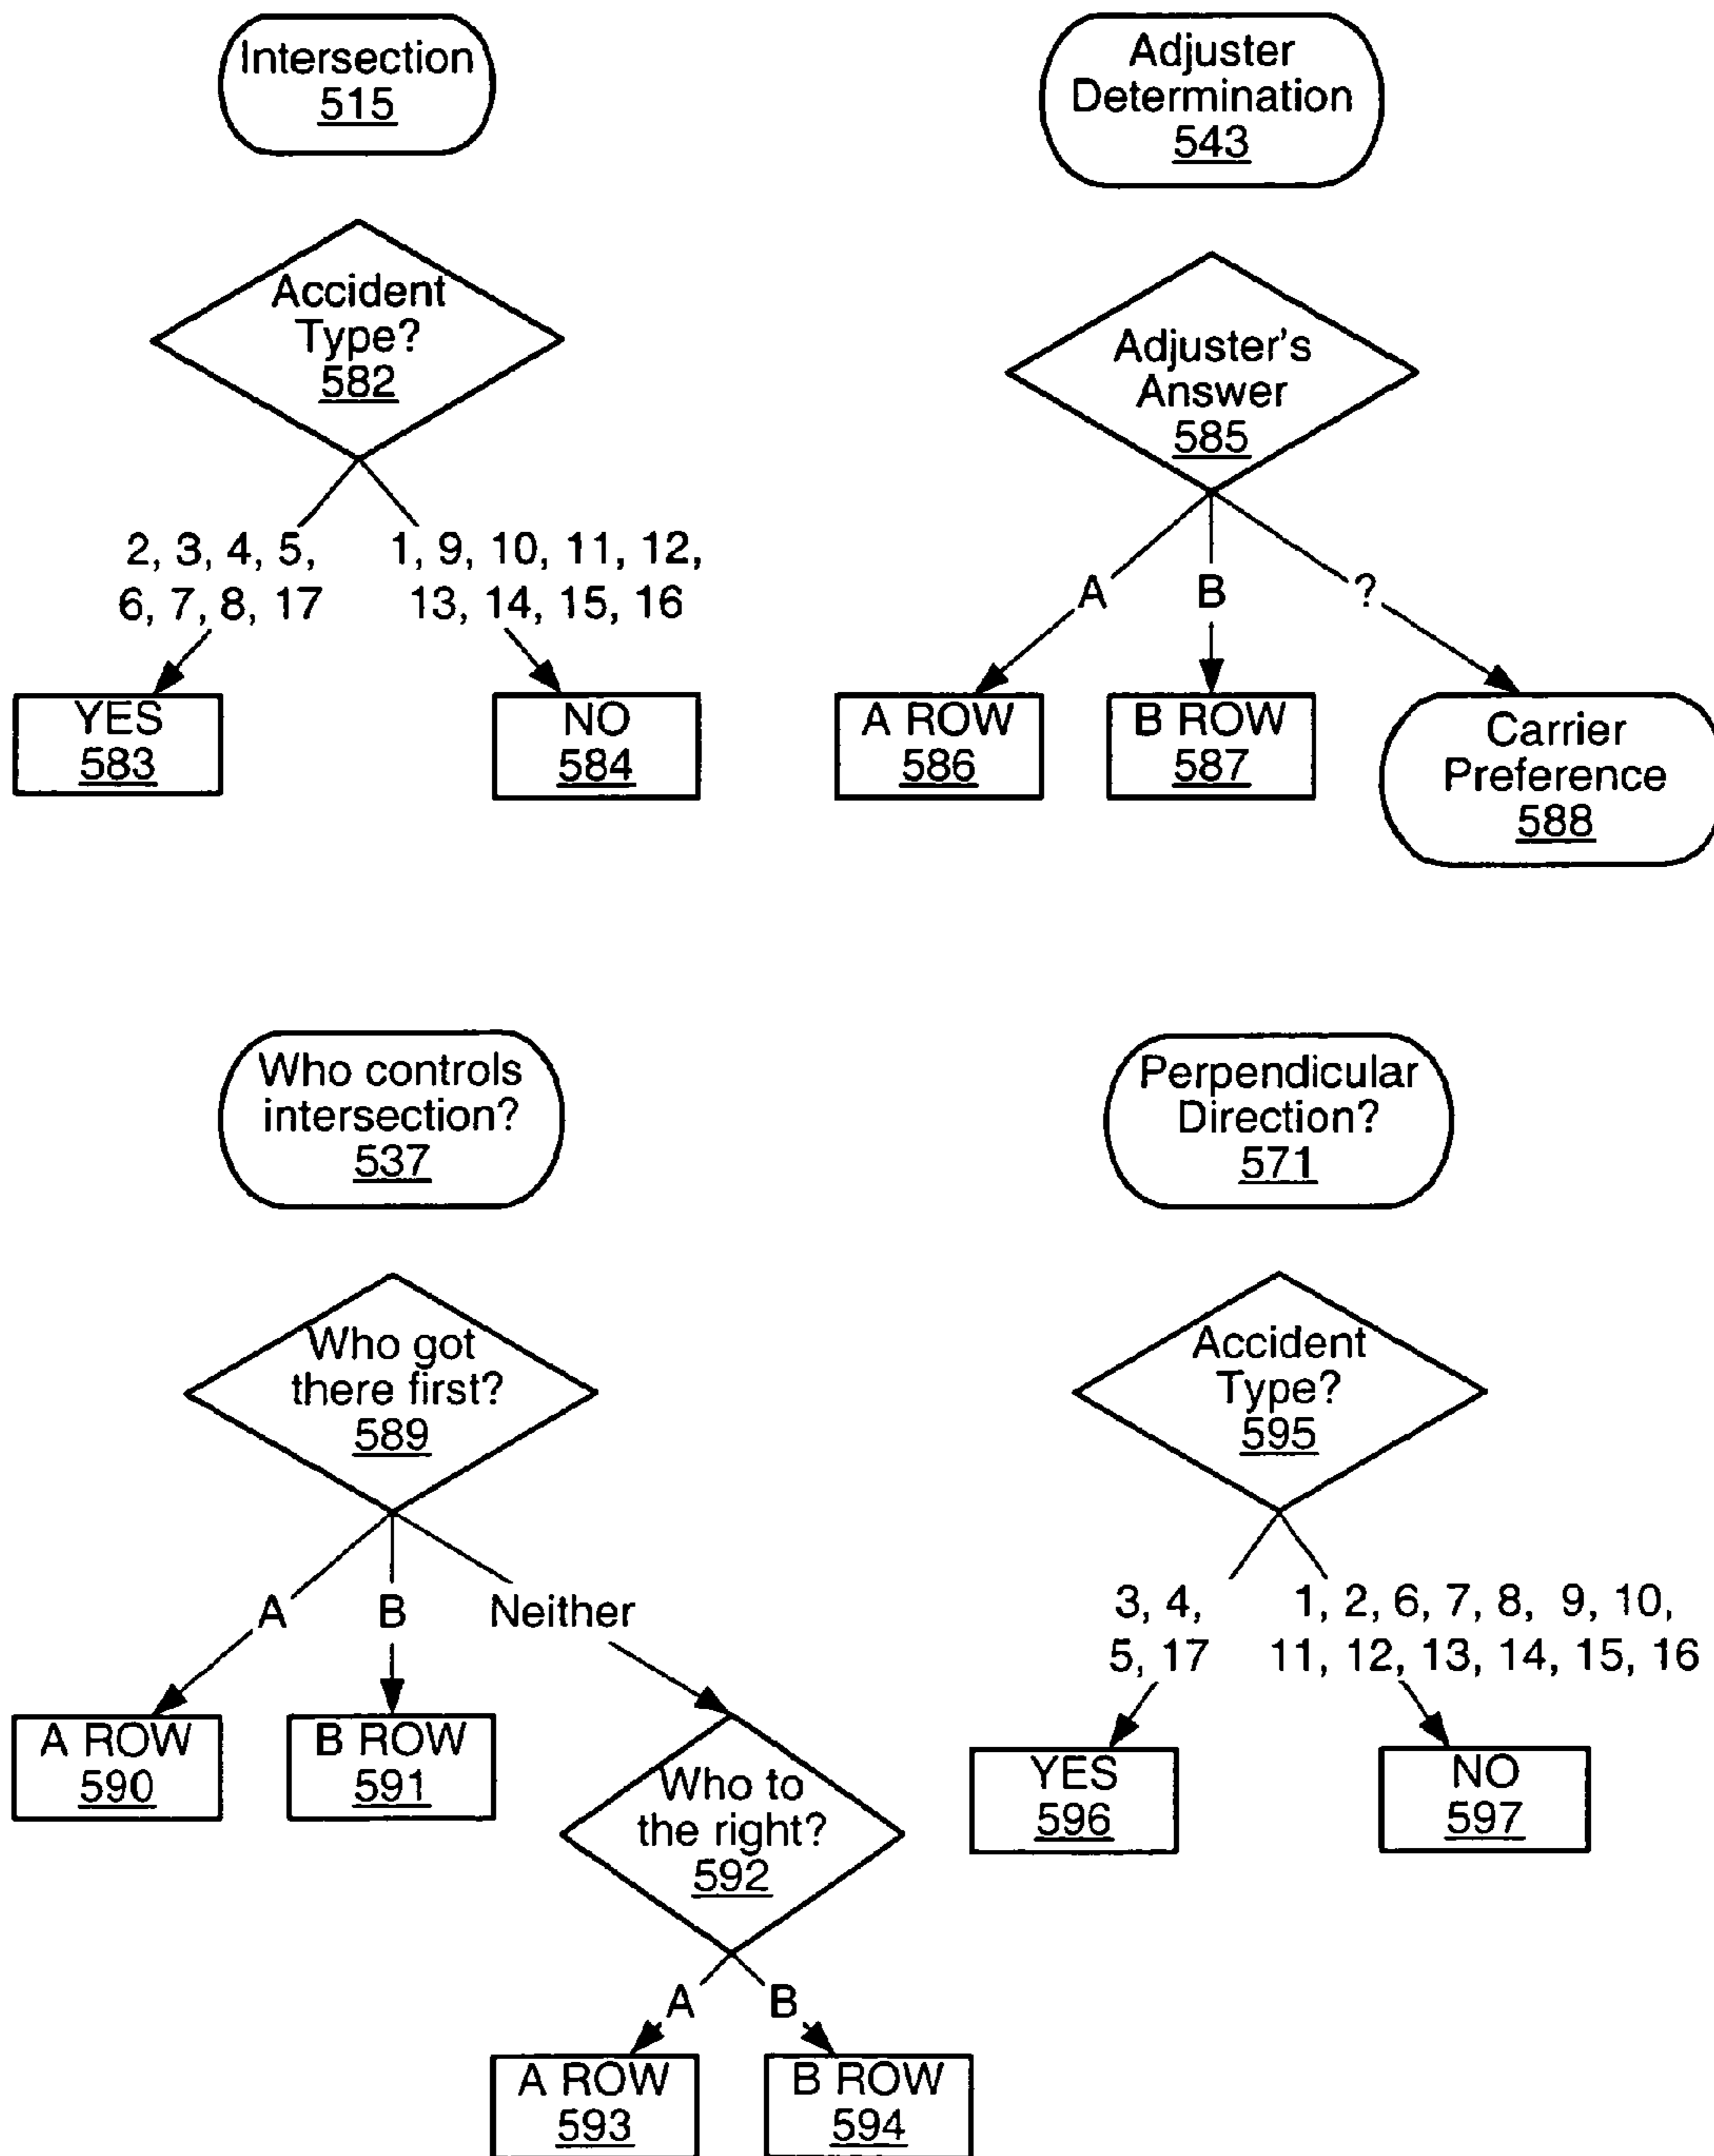 Intersection
515
Accident
Type?
582
2, 3, 4, 5,
6, 7, 8, 17
1, 9, 10, 11, 12,
13, 14, 15, 16
YES
583
NO
584
Adjuster
Determination
543
Adjuster's
Answer
585
A
B
?
A ROW
586
B ROW
587
Carrier
Preference
588
Who controls
intersection?
537
Who got
there first?
589
A
B
Neither
A ROW
590
B ROW
591
Who to
the right?
592
A
B
A ROW
593
B ROW
594
Perpendicular
Direction?
571
Accident
Type?
595
3, 4,
5, 17
1, 2, 6, 7, 8, 9, 10,
11, 12, 13, 14, 15, 16
YES
596
NO
597